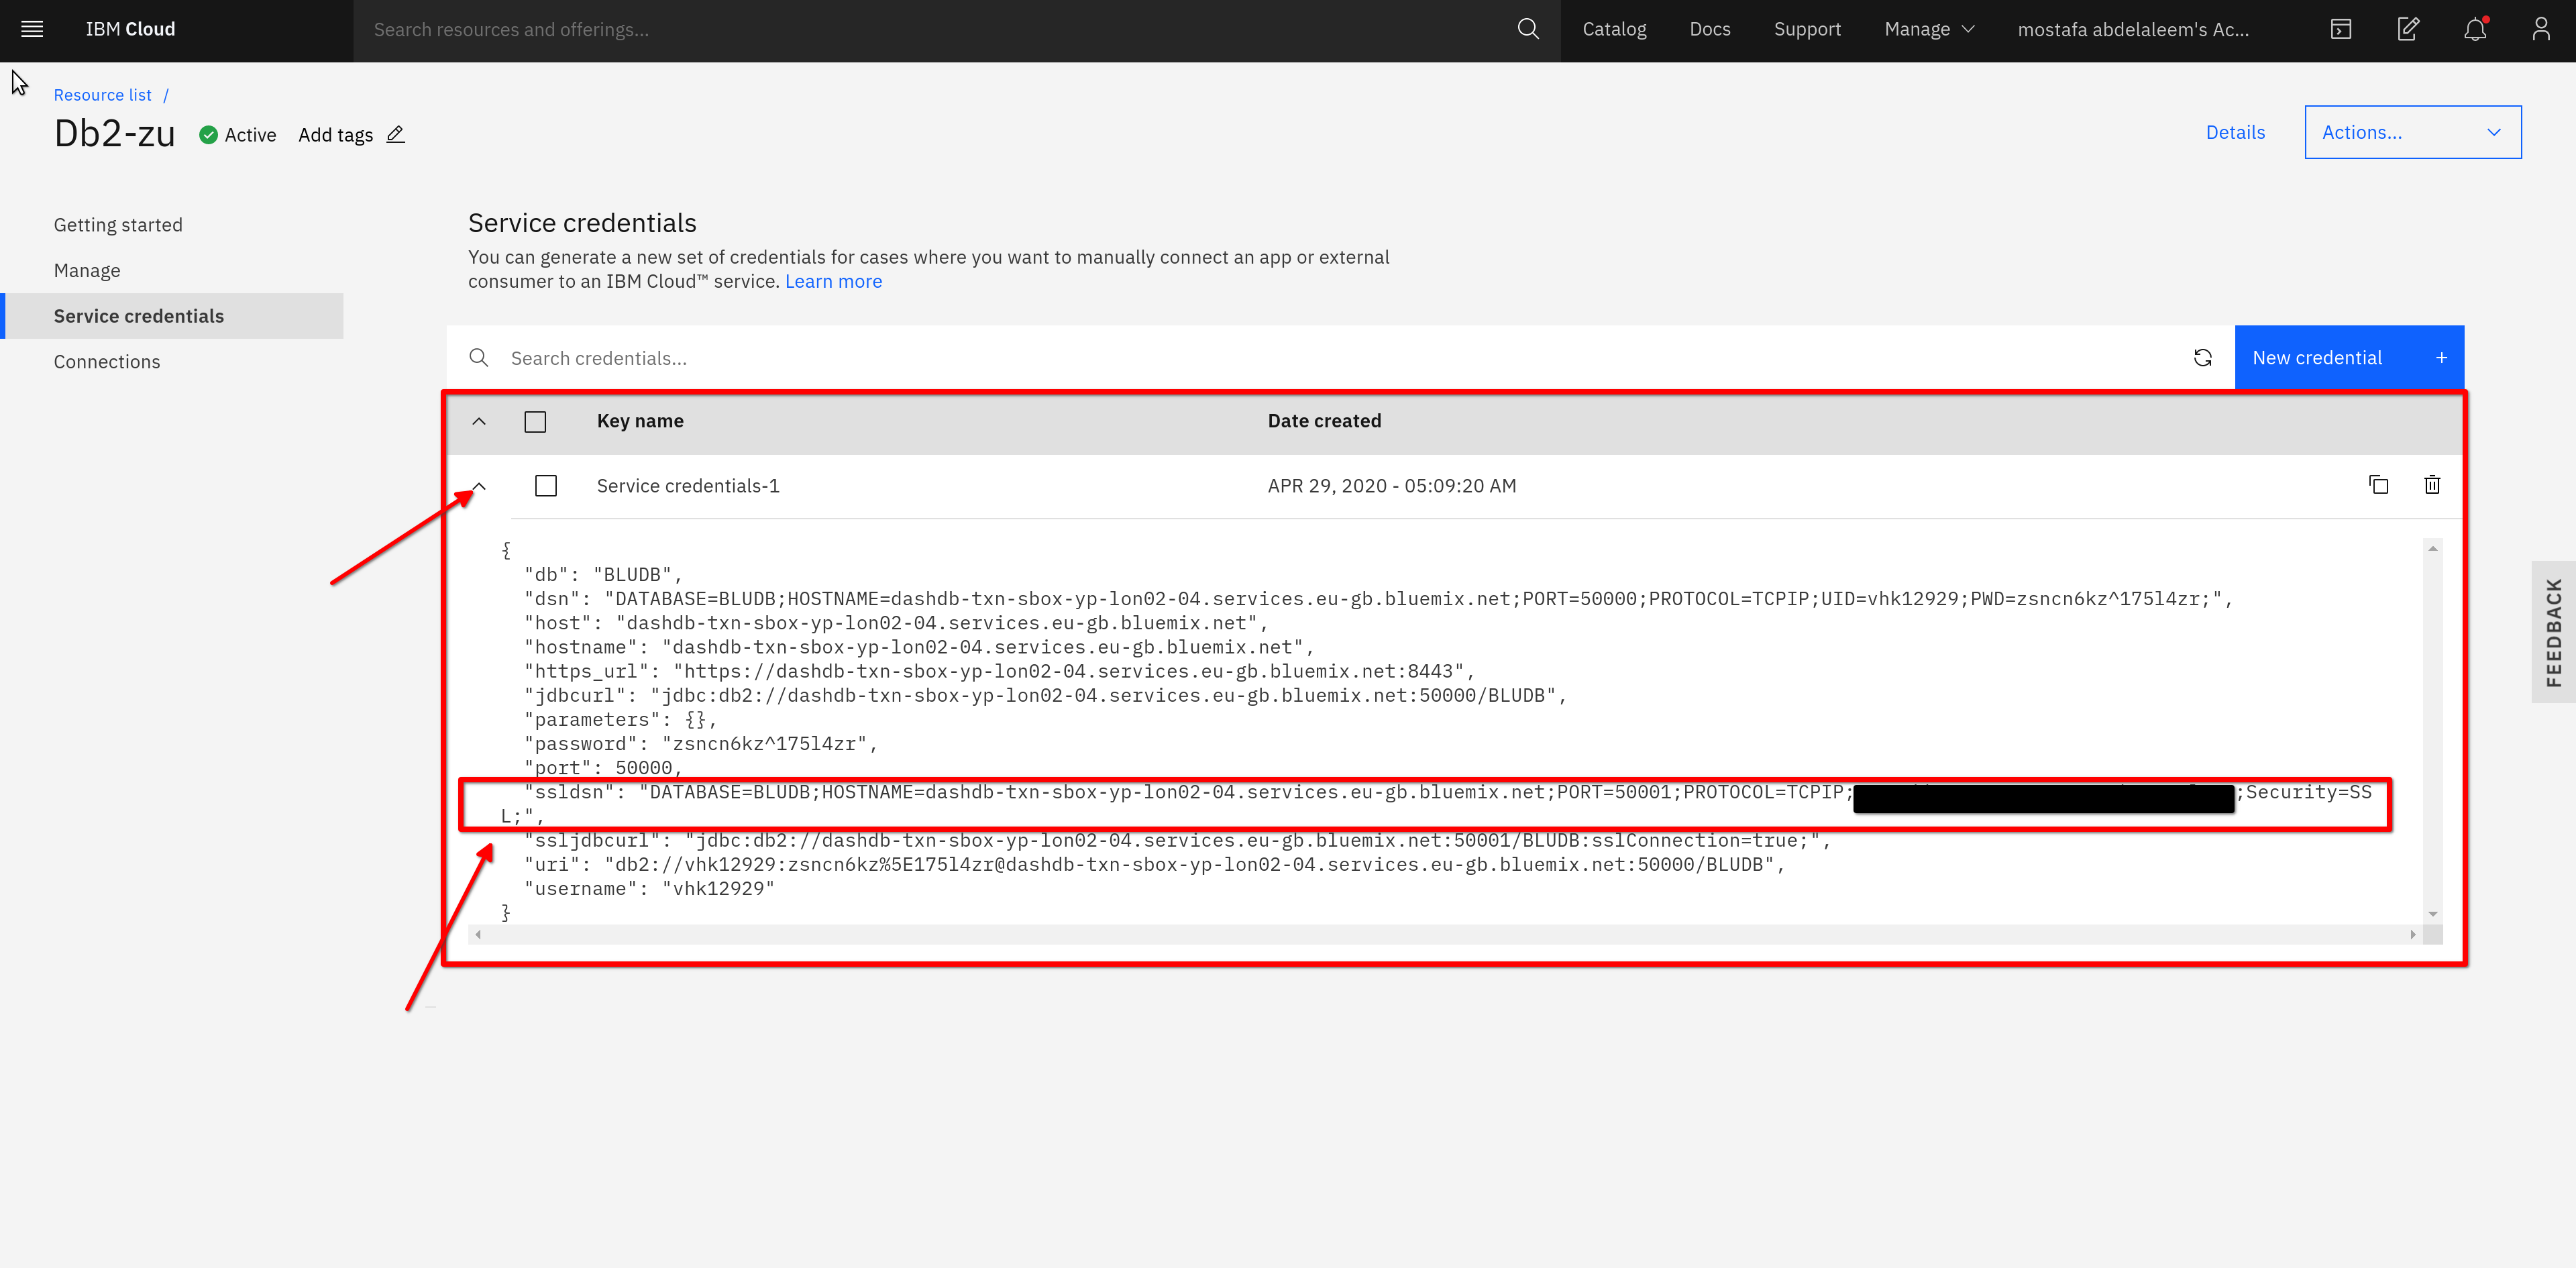 IBM Cloud
Search resources and offerings...
Catalog
Docs
Support
Manage
mostafa abdelaleem's Ac...
Resource list /
Db2-zu
Active
Add tags
Details
Actions...
Getting started
Manage
Service credentials
Connections
Service credentials
You can generate a new set of credentials for cases where you want to manually connect an app or external
consumer to an IBM Cloud™ service. Learn more
Search credentials...
New credential +
Key name
Date created
Service credentials-1
APR 29, 2020 - 05:09:20 AM
{
"db": "BLUDB",
"dsn": "DATABASE=BLUDB;HOSTNAME=dashdb-txn-sbox-yp-lon02-04.services.eu-gb.bluemix.net;PORT=50000;PROTOCOL=TCPIP;UID=vhk12929;PWD=zsncn6kz^175l4zr;",
"host": "dashdb-txn-sbox-yp-lon02-04.services.eu-gb.bluemix.net",
"hostname": "dashdb-txn-sbox-yp-lon02-04.services.eu-gb.bluemix.net",
"https_url": "https://dashdb-txn-sbox-yp-lon02-04.services.eu-gb.bluemix.net:8443",
"jdbcurl": "jdbc:db2://dashdb-txn-sbox-yp-lon02-04.services.eu-gb.bluemix.net:50000/BLUDB",
"parameters": {},
"password": "zsncn6kz^175l4zr",
"port": 50000,
"ssldsn": "DATABASE=BLUDB;HOSTNAME=dashdb-txn-sbox-yp-lon02-04.services.eu-gb.bluemix.net;PORT=50001;PROTOCOL=TCPIP; ;Security=SS
L;",
"ssljdbcurl": "jdbc:db2://dashdb-txn-sbox-yp-lon02-04.services.eu-gb.bluemix.net:50001/BLUDB:sslConnection=true;",
"uri": "db2://vhk12929:zsncn6kz%5E175l4zr@dashdb-txn-sbox-yp-lon02-04.services.eu-gb.bluemix.net:50000/BLUDB",
"username": "vhk12929"
}
FEEDBACK